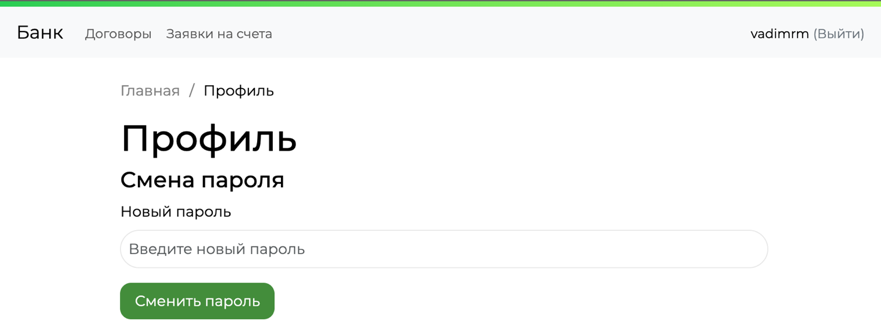 Банк Договоры Заявки на счета vadimrm (Выйти)
Главная / Профиль
Профиль
Смена пароля
Новый пароль
Введите новый пароль
Сменить пароль